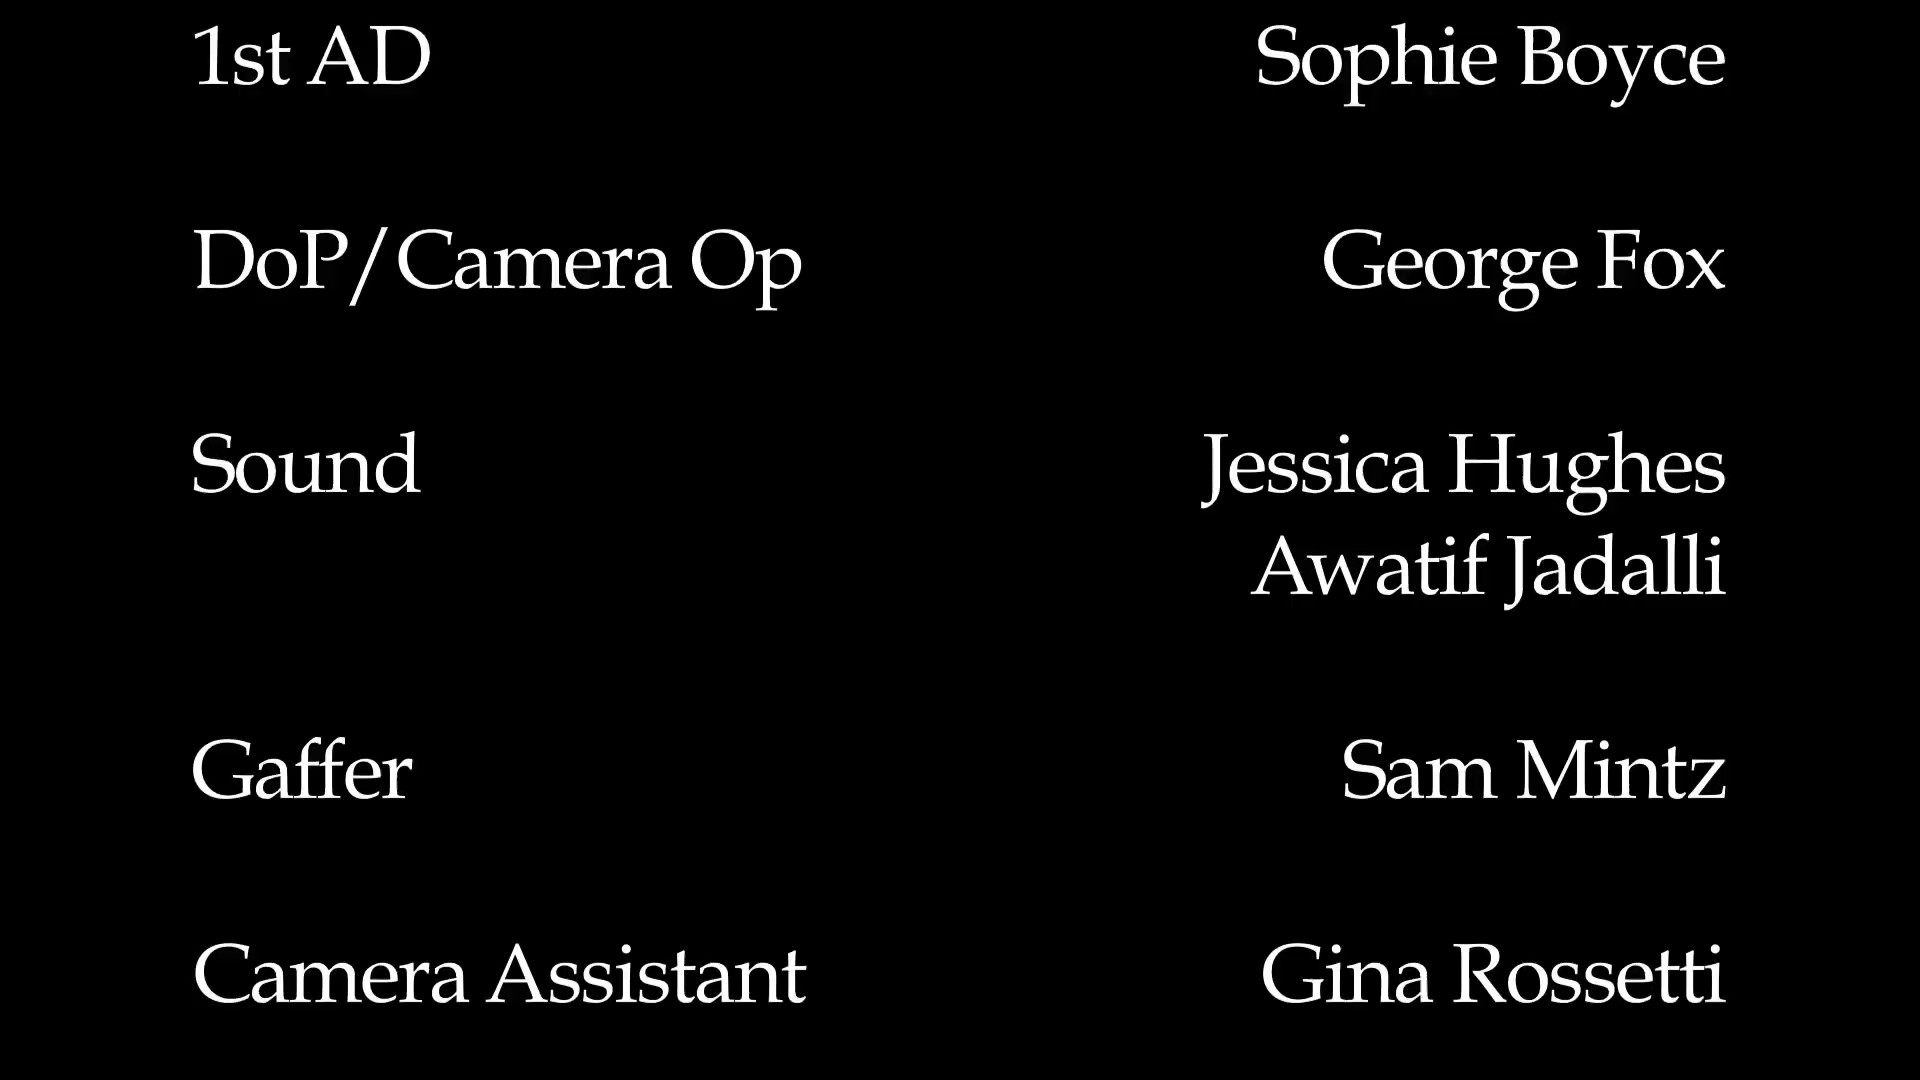 1st AD Sophie Boyce
DoP/Camera Op George Fox
Sound Jessica Hughes
Awatif Jadalli
Gaffer Sam Mintz
Camera Assistant Gina Rossetti